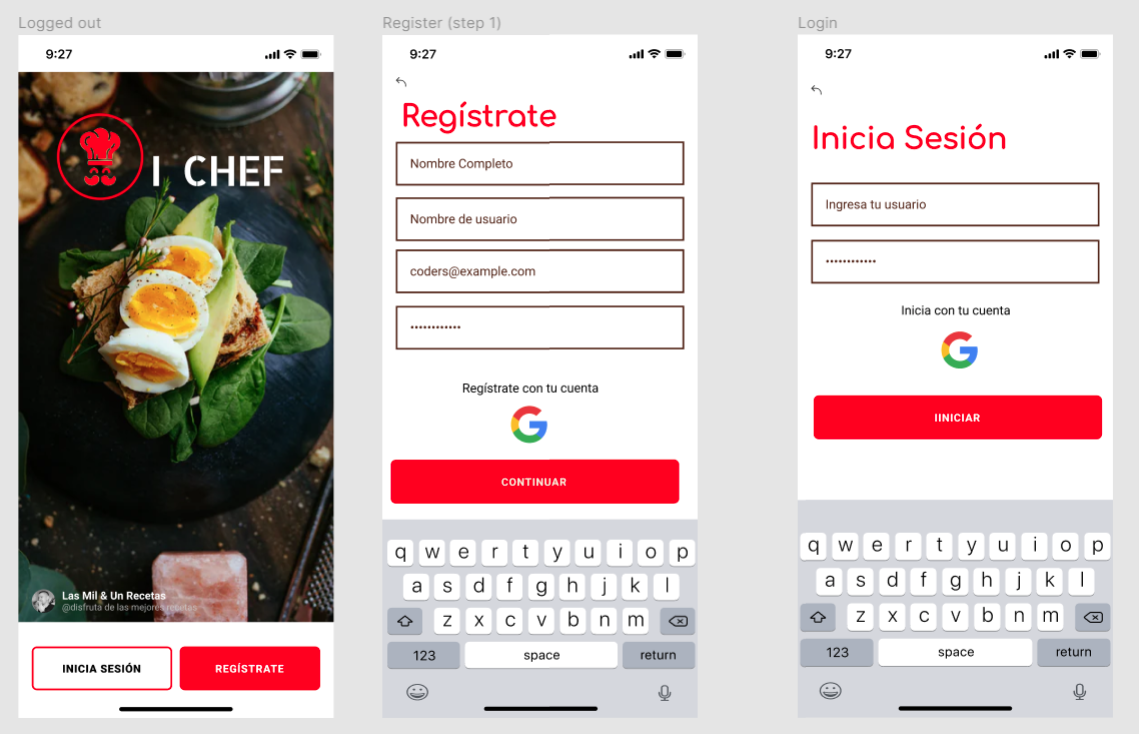 Logged out
9:27
I CHEF
Las Mil & Un Recetas
@disfruta de las mejores recetas
INICIA SESIÓN
REGÍSTRATE
Register (step 1)
9:27
Regístrate
Nombre Completo
Nombre de usuario
coders@example.com
••••••••••••
Regístrate con tu cuenta
G
CONTINUAR
q w e r t y u i o p
a s d f g h j k l
z x c v b n m
123 space return
Login
9:27
Inicia Sesión
Ingresa tu usuario
••••••••••••
Inicia con tu cuenta
G
IINICIAR
q w e r t y u i o p
a s d f g h j k l
z x c v b n m
123 space return